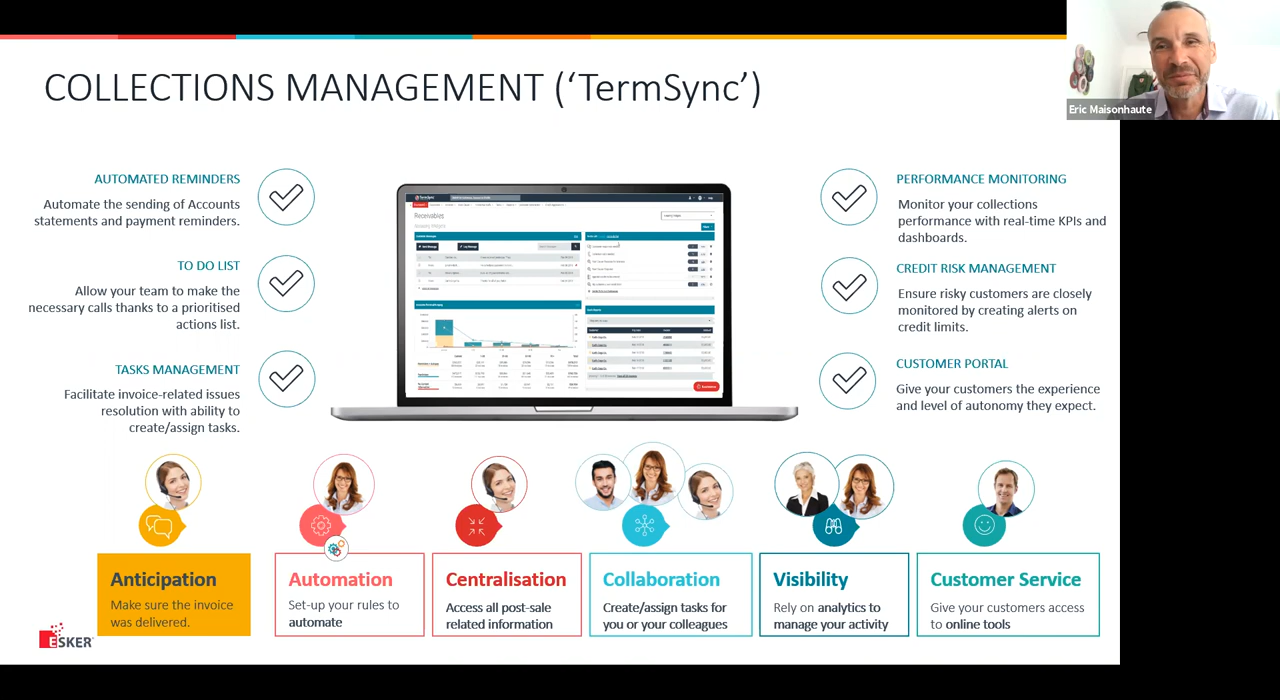 COLLECTIONS MANAGEMENT (‘TermSync’)
Eric Maisonhaute
AUTOMATED REMINDERS
Automate the sending of Accounts
statements and payment reminders.
TO DO LIST
Allow your team to make the
necessary calls thanks to a prioritised
actions list.
TASKS MANAGEMENT
Facilitate invoice-related issues
resolution with ability to
create/assign tasks.
Receivables
PERFORMANCE MONITORING
Monitor your collections
performance with real-time KPIs and
dashboards.
CREDIT RISK MANAGEMENT
Ensure risky customers are closely
monitored by creating alerts on
credit limits.
CUSTOMER PORTAL
Give your customers the experience
and level of autonomy they expect.
Anticipation
Make sure the invoice
was delivered.
Automation
Set-up your rules to
automate
Centralisation
Access all post-sale
related information
Collaboration
Create/assign tasks for
you or your colleagues
Visibility
Rely on analytics to
manage your activity
Customer Service
Give your customers access
to online tools
ESKER